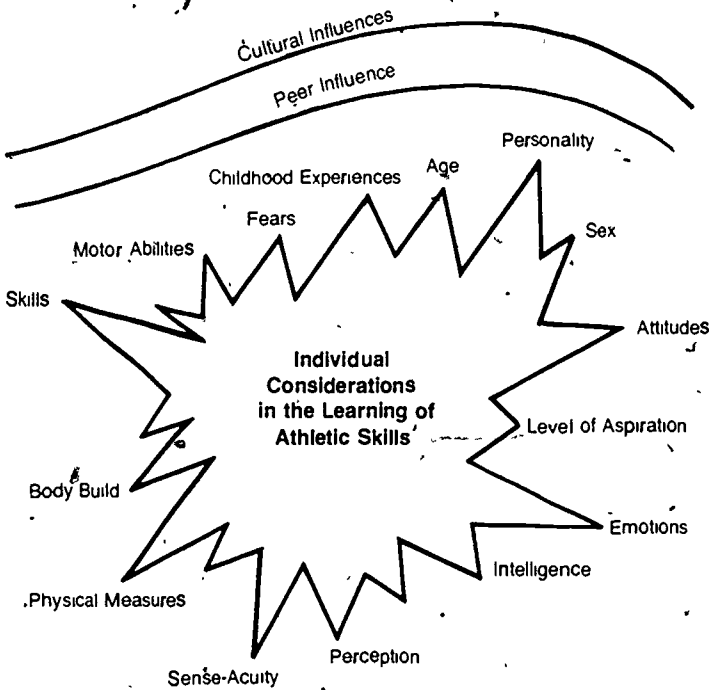 Cultural Influences
Peer Influence
Personality
Age
Childhood Experiences
Sex
Fears
Motor Abilities
Skills
Attitudes
Individual
Considerations
in the Learning of
Athletic Skills
Level of Aspiration
Body Build
Emotions
Intelligence
Physical Measures
Perception
Sense-Acuity